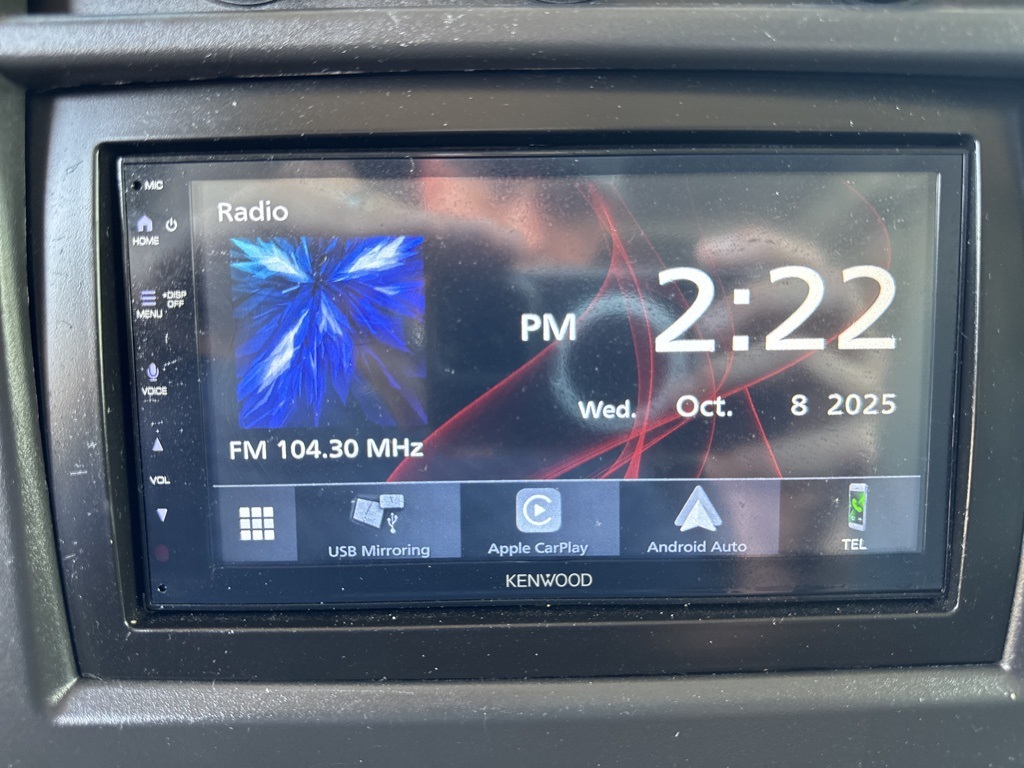 MIC
HOME
MENU
•DISP
OFF
VOICE
VOL
Radio
PM 2:22
Wed. Oct. 8 2025
FM 104.30 MHz
USB Mirroring
Apple CarPlay
Android Auto
TEL
KENWOOD